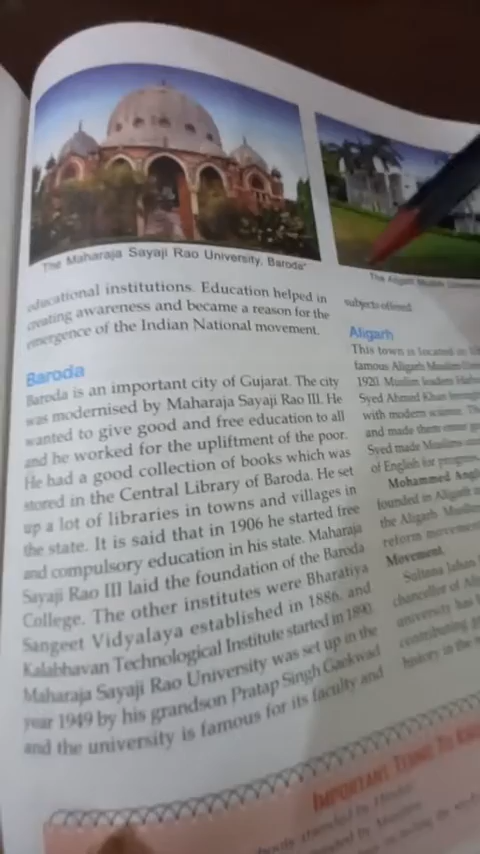 The Maharaja Sayaji Rao University, Baroda
educational institutions. Education helped in
creating awareness and became a reason for the
emergence of the Indian National movement.
Baroda
Baroda is an important city of Gujarat. The city
was modernised by Maharaja Sayaji Rao III. He
wanted to give good and free education to all
and he worked for the upliftment of the poor.
He had a good collection of books which was
stored in the Central Library of Baroda. He set
up a lot of libraries in towns and villages in
the state. It is said that in 1906 he started free
and compulsory education in his state. Maharaja
Sayaji Rao III laid the foundation of the Baroda
College. The other institutes were Bharatiya
Sangeet Vidyalaya established in 1886, and
Kalabhavan Technological Institute started in 1890.
Maharaja Sayaji Rao University was set up in the
year 1949 by his grandson Pratap Singh Gaekwad
and the university is famous for its faculty and
The Aligarh Muslim
subjects offered.
Aligarh
This town is located in
famous Aligarh Muslim
1920. Muslim leaders
Syed Ahmed Khan
with modern science.
and made them
Syed made Muslims
of English for progress.
Mohammed
founded in Aligarh
the Aligarh
reform movement
Movement.
Sultana Jahan
chancellor of
university has
contributing
history in the
IMPORTANT TERMS TO